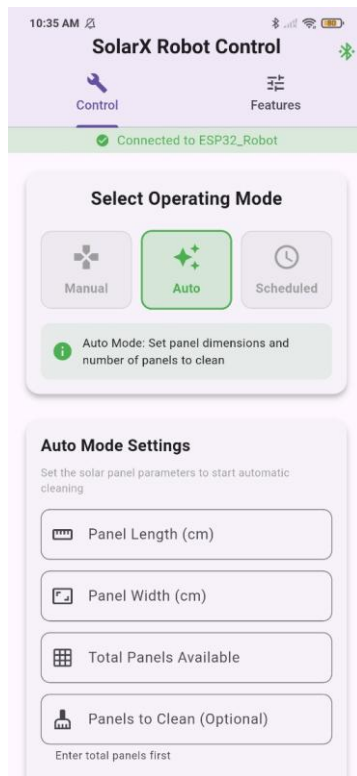 10:35 AM
80
SolarX Robot Control
Control
Features
Connected to ESP32_Robot
Select Operating Mode
Manual
Auto
Scheduled
Auto Mode: Set panel dimensions and
number of panels to clean
Auto Mode Settings
Set the solar panel parameters to start automatic
cleaning
Panel Length (cm)
Panel Width (cm)
Total Panels Available
Panels to Clean (Optional)
Enter total panels first